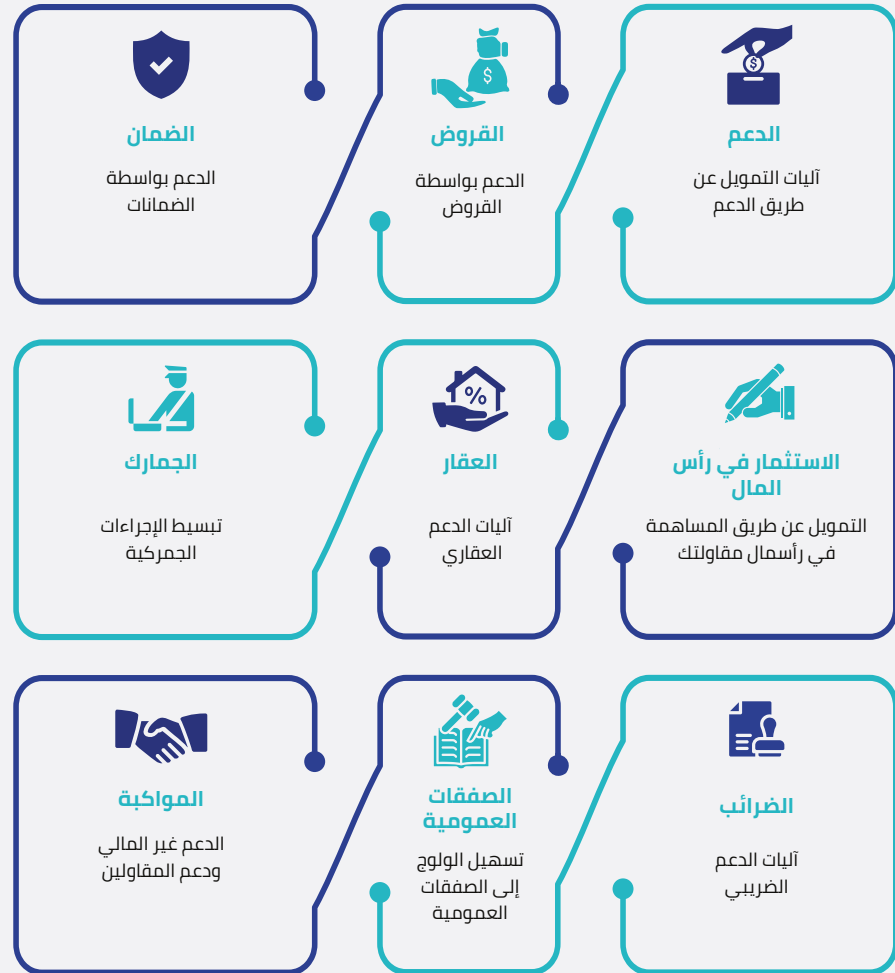 الدعم
آليات التمويل عن
طريق الدعم
القروض
الدعم بواسطة
القروض
الضمان
الدعم بواسطة
الضمانات
الاستثمار في رأس
المال
التمويل عن طريق المساهمة
في رأسمال مقاولتك
العقار
آليات الدعم
العقاري
الجمارك
تبسيط الإجراءات
الجمركية
الضرائب
آليات الدعم
الضريبي
الصفقات
العمومية
تسهيل الولوج
إلى الصفقات
العمومية
المواكبة
الدعم غير المالي
ودعم المقاولين